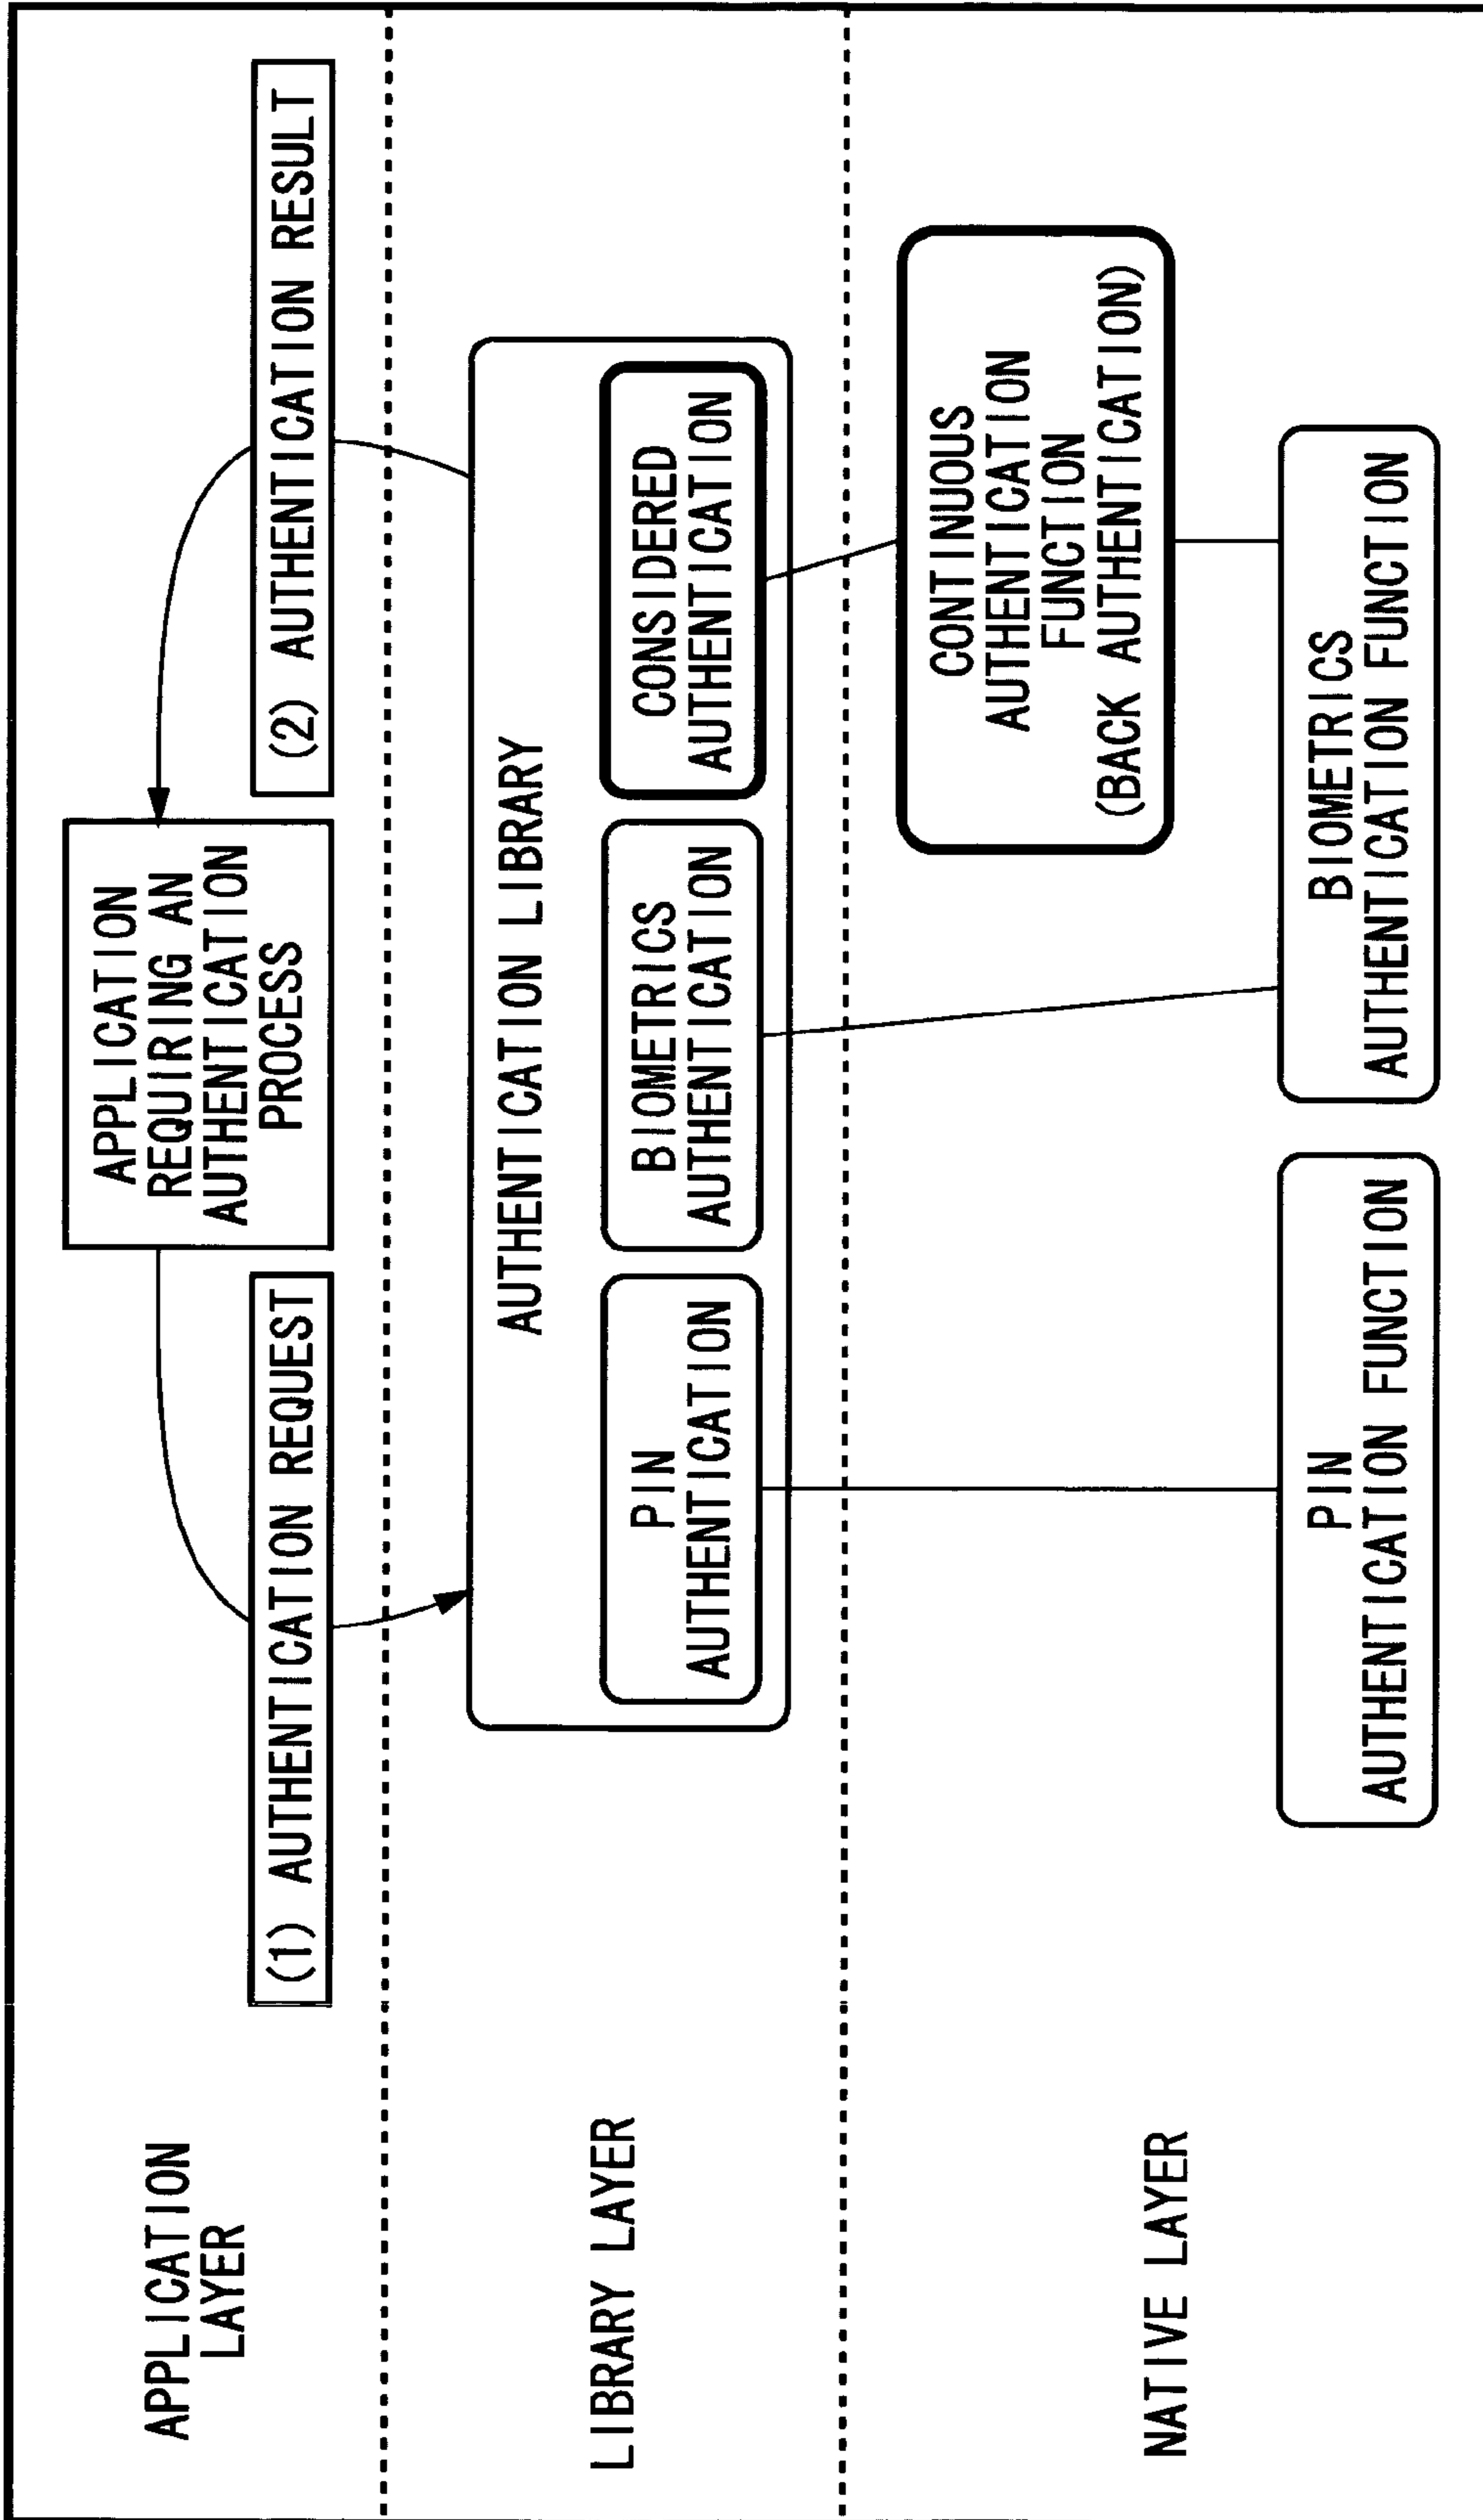 APPLICATION
LAYER
(1) AUTHENTICATION REQUEST
APPLICATION
REQUIRING AN
AUTHENTICATION
PROCESS
(2) AUTHENTICATION RESULT
LIBRARY LAYER
AUTHENTICATION LIBRARY
PIN
AUTHENTICATION
BIOMETRICS
AUTHENTICATION
CONSIDERED
AUTHENTICATION
NATIVE LAYER
CONTINUOUS
AUTHENTICATION
FUNCTION
(BACK AUTHENTICATION)
PIN
AUTHENTICATION FUNCTION
BIOMETRICS
AUTHENTICATION FUNCTION